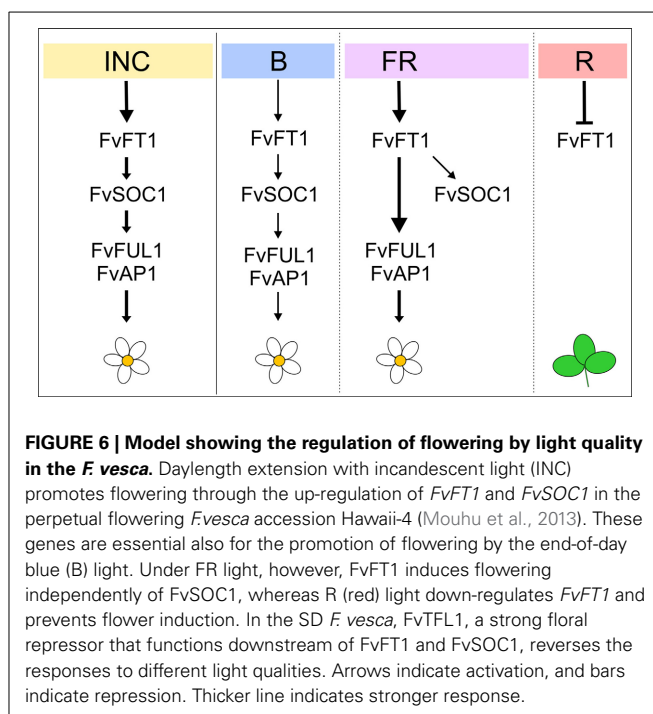 INC B FR R
FvFT1 FvFT1 FvFT1 FvFT1
FvSOC1 FvSOC1 FvSOC1
FvFUL1 FvFUL1 FvFUL1
FvAP1 FvAP1 FvAP1
FIGURE 6 | Model showing the regulation of flowering by light quality
in the F. vesca. Daylength extension with incandescent light (INC)
promotes flowering through the up-regulation of FvFT1 and FvSOC1 in the
perpetual flowering F.vesca accession Hawaii-4 (Mouhu et al., 2013). These
genes are essential also for the promotion of flowering by the end-of-day
blue (B) light. Under FR light, however, FvFT1 induces flowering
independently of FvSOC1, whereas R (red) light down-regulates FvFT1 and
prevents flower induction. In the SD F. vesca, FvTFL1, a strong floral
repressor that functions downstream of FvFT1 and FvSOC1, reverses the
responses to different light qualities. Arrows indicate activation, and bars
indicate repression. Thicker line indicates stronger response.